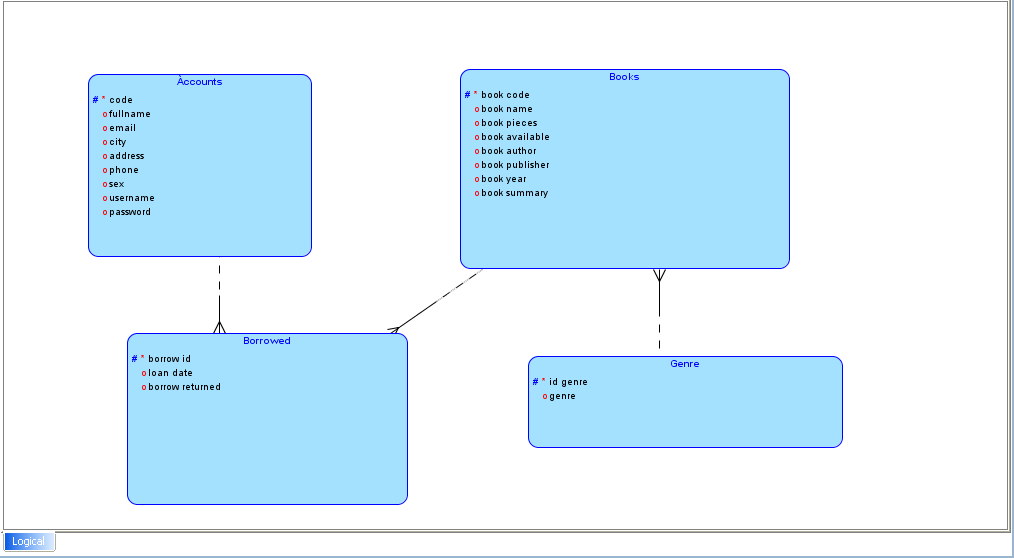 Accounts
# * code
o fullname
o email
o city
o address
o phone
o sex
o username
o password
Books
# * book code
o book name
o book pieces
o book available
o book author
o book publisher
o book year
o book summary
Borrowed
# * borrow id
o loan date
o borrow returned
Genre
# * id genre
o genre
Logical